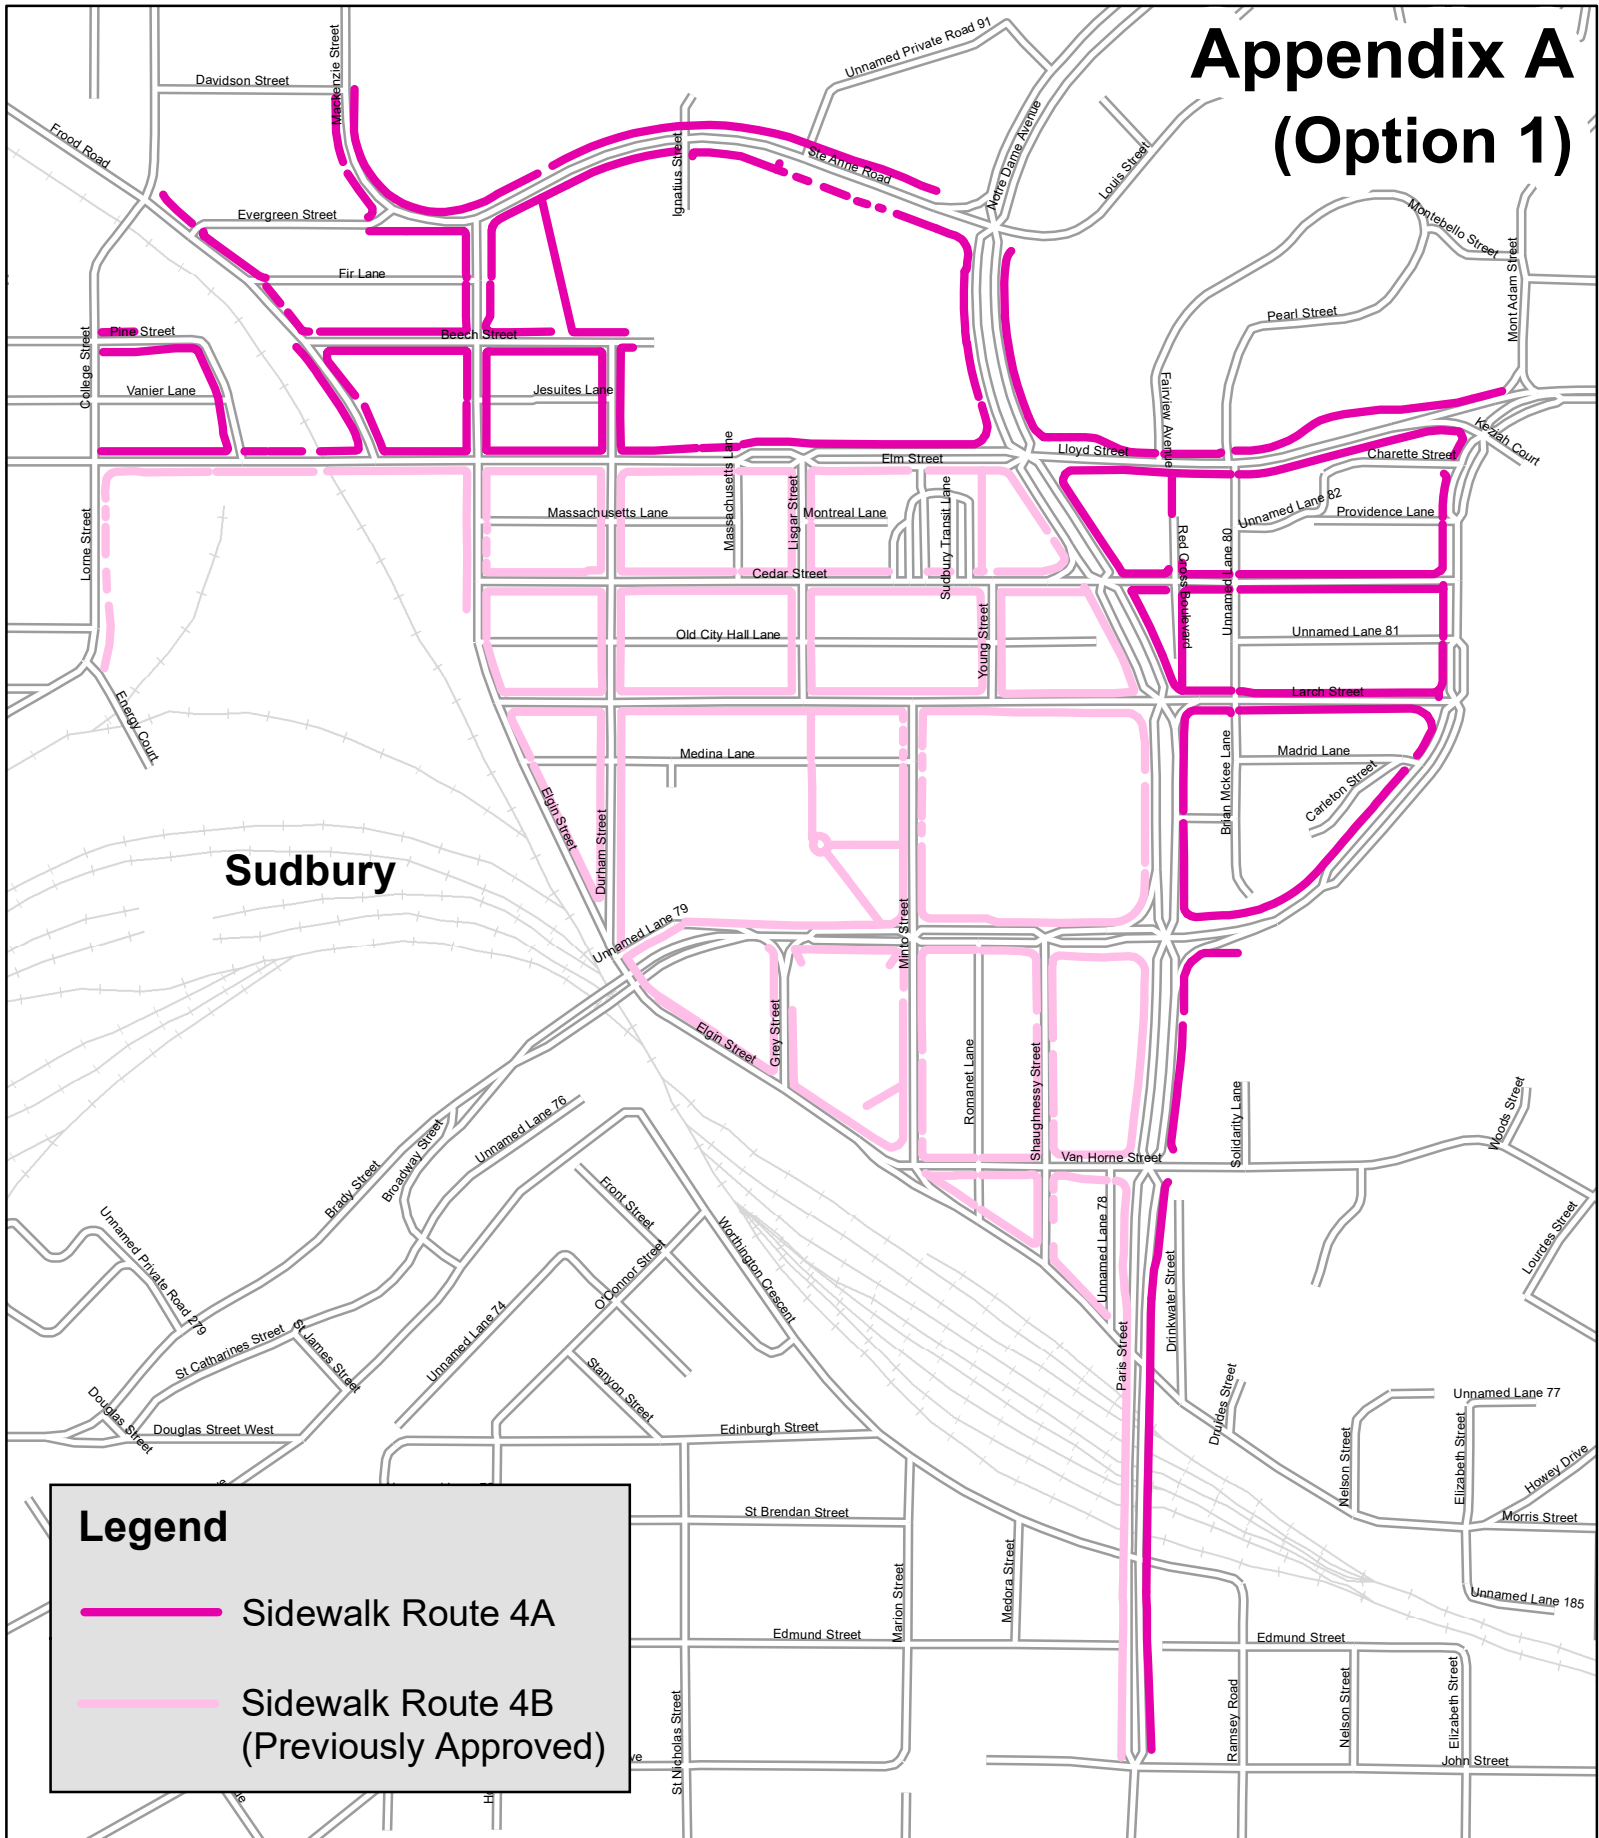 Appendix A
(Option 1)
Unnamed Private Road 91
Davidson Street
Mackenzie Street
Frood Road
Notre Dame Avenue
Louis Street
Ste Anne Road
Ignatius Street
Evergreen Street
Montebello Street
Mont Adam Street
Fir Lane
Pearl Street
Pine Street
Beech Street
College Street
Vanier Lane
Jesuites Lane
Fairview Avenue
Keziah Court
Lloyd Street
Elm Street
Charette Street
Massachusetts Lane
Lisgar Street
Sudbury Transit Lane
Unnamed Lane 82
Massachusetts Lane
Montreal Lane
Providence Lane
Lorne Street
Red Cross Boulevard
Unnamed Lane 80
Cedar Street
Old City Hall Lane
Young Street
Unnamed Lane 81
Larch Street
Energy Court
Medina Lane
Madrid Lane
Brian Mckee Lane
Carleton Street
Elgin Street
Durham Street
Sudbury
Unnamed Lane 79
Minto Street
Elgin Street
Grey Street
Romanet Lane
Shaughnessy Street
Solidarity Lane
Woods Street
Unnamed Lane 76
Broadway Street
Brady Street
Van Horne Street
Front Street
Unnamed Lane 78
Lourdes Street
Unnamed Private Road 279
Worthington Crescent
O'Connor Street
Drinkwater Street
Unnamed Lane 74
St Catharines Street
St James Street
Paris Street
Stanyon Street
Druides Street
Unnamed Lane 77
Douglas Street
Douglas Street West
Edinburgh Street
Nelson Street
Elizabeth Street
Howey Drive
St Brendan Street
Morris Street
Marion Street
Medora Street
Unnamed Lane 185
Edmund Street
Edmund Street
St Nicholas Street
Ramsey Road
Nelson Street
Elizabeth Street
John Street
Legend
Sidewalk Route 4A
Sidewalk Route 4B
(Previously Approved)